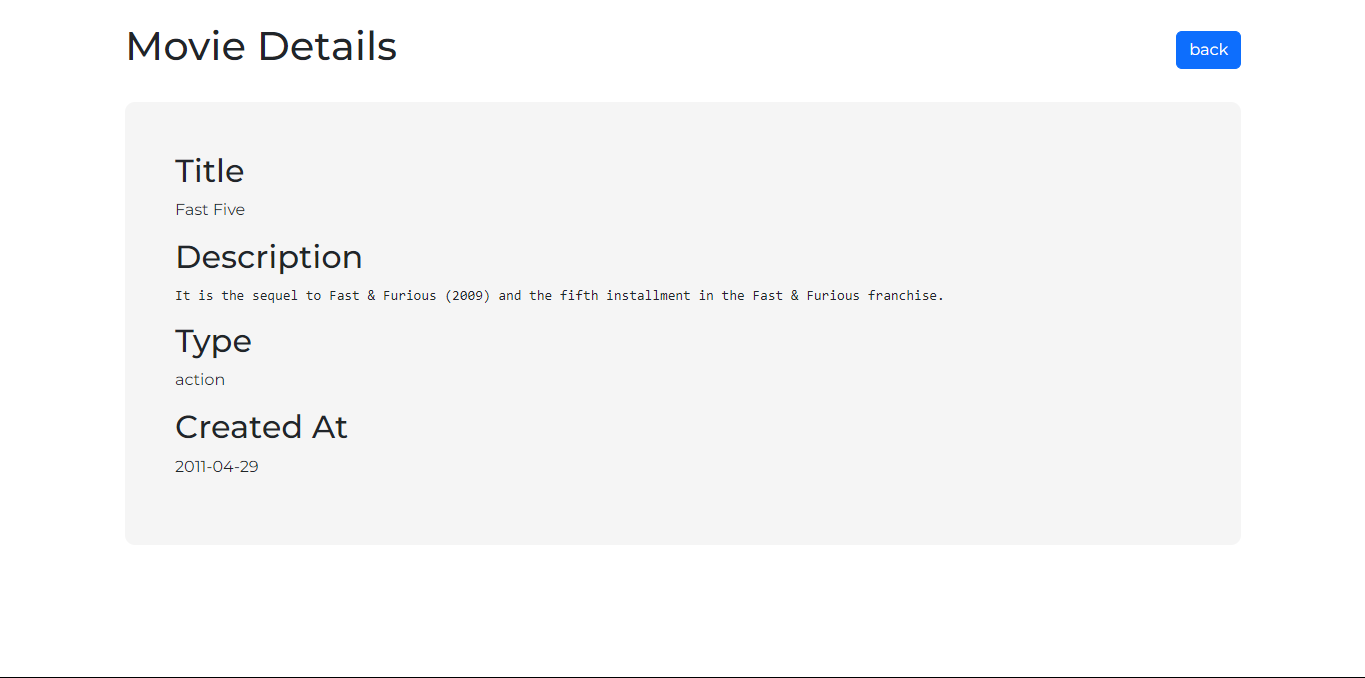 Movie Details
back
Title
Fast Five
Description
It is the sequel to Fast & Furious (2009) and the fifth installment in the Fast & Furious franchise.
Type
action
Created At
2011-04-29